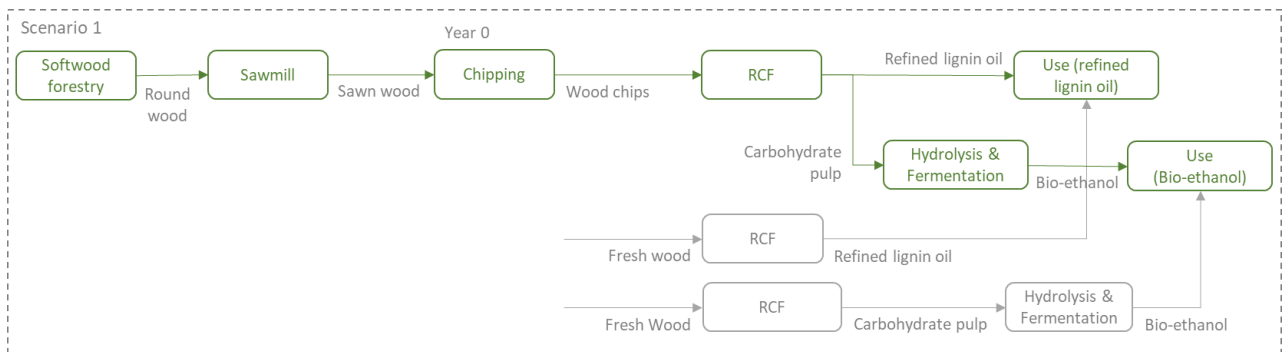 Scenario 1
Year 0
Softwood
forestry
Round
wood
Sawmill
Sawn wood
Chipping
Wood chips
RCF
Refined lignin oil
Use (refined
lignin oil)
Carbohydrate
pulp
Hydrolysis &
Fermentation
Bio-ethanol
Use
(Bio-ethanol)
Fresh wood
RCF
Refined lignin oil
Fresh Wood
RCF
Carbohydrate pulp
Hydrolysis &
Fermentation
Bio-ethanol